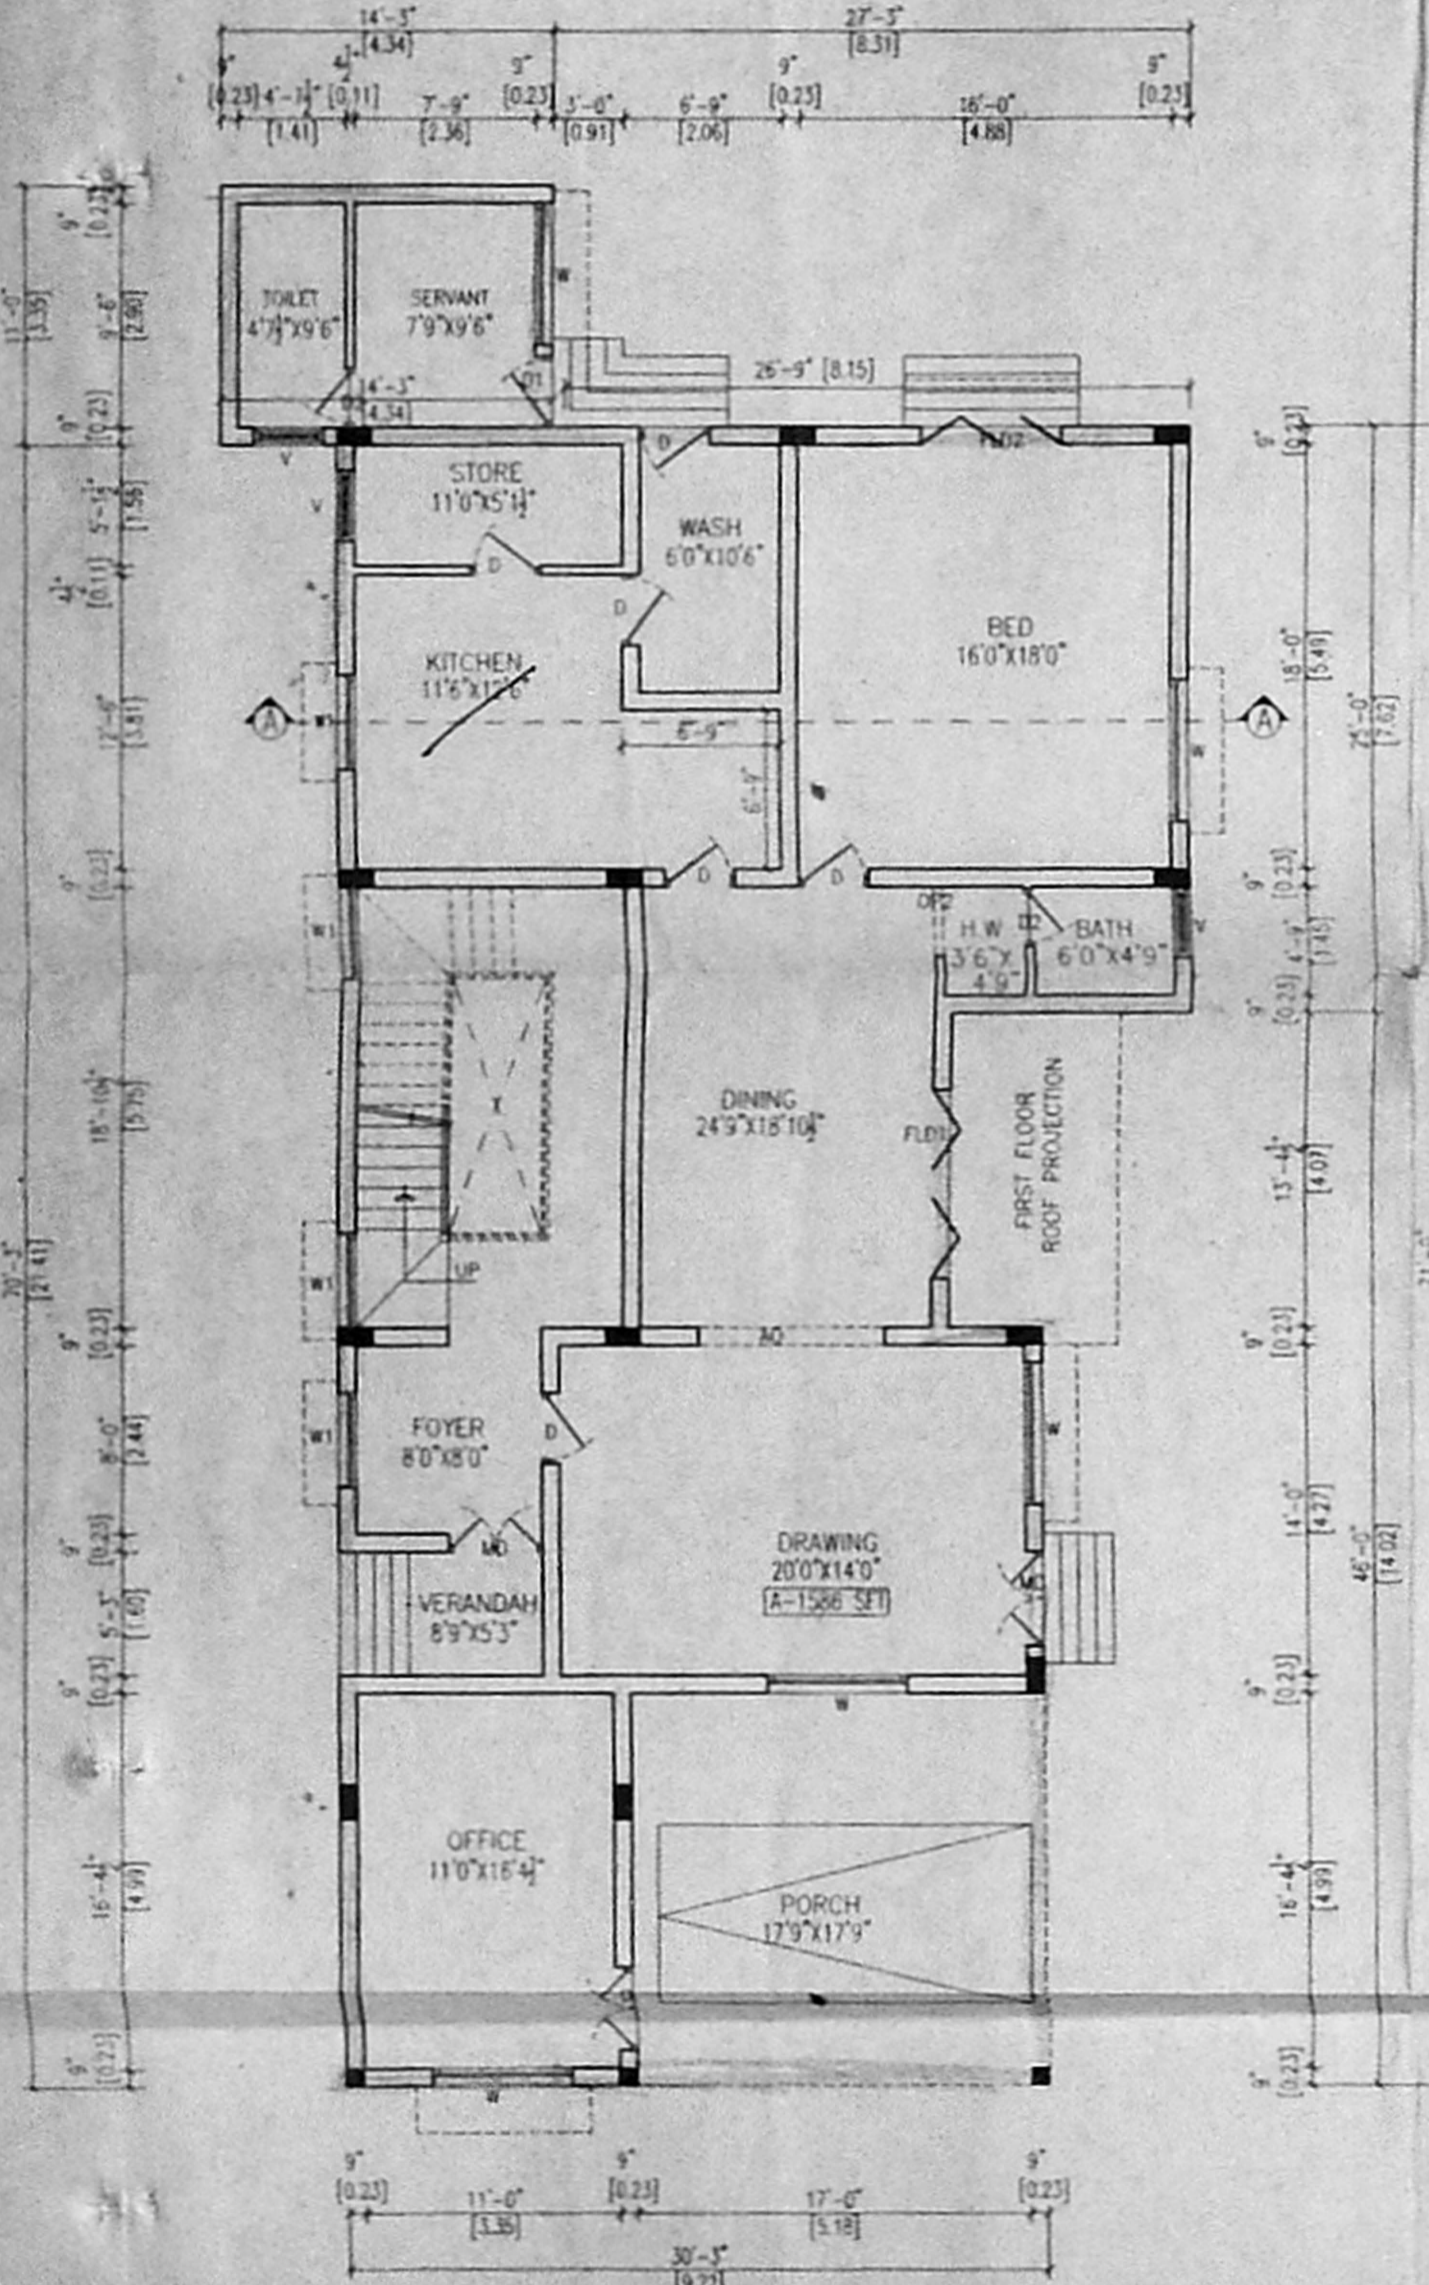 14'-3"
[4.34]
27'-3"
[8.31]
9"
9"
9"
9"
[0.23]
4'-7½"
[0.11]
[0.23]
[0.23]
[0.23]
[1.41]
7'-9"
[2.36]
3'-0"
[0.91]
6'-9"
[2.06]
16'-0"
[4.88]
9"
[0.23]
11'-0"
[3.35]
9'-6"
[2.90]
9"
[0.23]
TOILET
4'7½"X9'6"
SERVANT
7'9"X9'6"
W
D1
14'-3"
[4.34]
26'-9" [8.15]
V
D
FLD2
9"
[0.23]
STORE
11'0"X5'1½"
V
5'-1½"
[1.56]
D
WASH
6'0"X10'6"
4½"
[0.11]
D
BED
16'0"X18'0"
18'-0"
[5.49]
25'-0"
[7.62]
KITCHEN
11'6"X12'6"
12'-6"
[3.81]
A
W1
6'-9"
6'-9"
W
A
9"
[0.23]
D
D
9"
[0.23]
W1
DR2
H.W
3'6"X
4'9"
D2
BATH
6'0"X4'9"
V
4'-9"
[1.45]
9"
[0.23]
DINING
24'9"X18'10½"
FLD1
FIRST FLOOR
ROOF PROJECTION
18'-10½"
[5.75]
13'-4½"
[4.07]
70'-3"
[21.41]
W1
UP
9"
[0.23]
AO
9"
[0.23]
W1
FOYER
8'0"X8'0"
D
W
8'-0"
[2.44]
14'-0"
[4.27]
46'-0"
[14.02]
9"
[0.23]
MD
DRAWING
20'0"X14'0"
A-1586 SFT
VERANDAH
8'9"X5'3"
5'-3"
[1.60]
9"
[0.23]
W
9"
[0.23]
OFFICE
11'0"X16'4½"
PORCH
17'9"X17'9"
16'-4½"
[4.99]
16'-4½"
[4.99]
9"
[0.23]
W
9"
[0.23]
9"
[0.23]
9"
[0.23]
9"
[0.23]
11'-0"
[3.35]
17'-0"
[5.18]
30'-3"
[9.22]